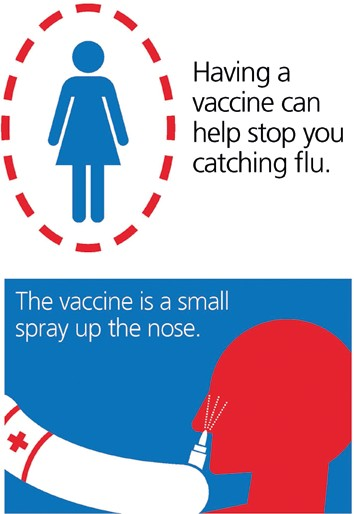 Having a
vaccine can
help stop you
catching flu.
The vaccine is a small
spray up the nose.